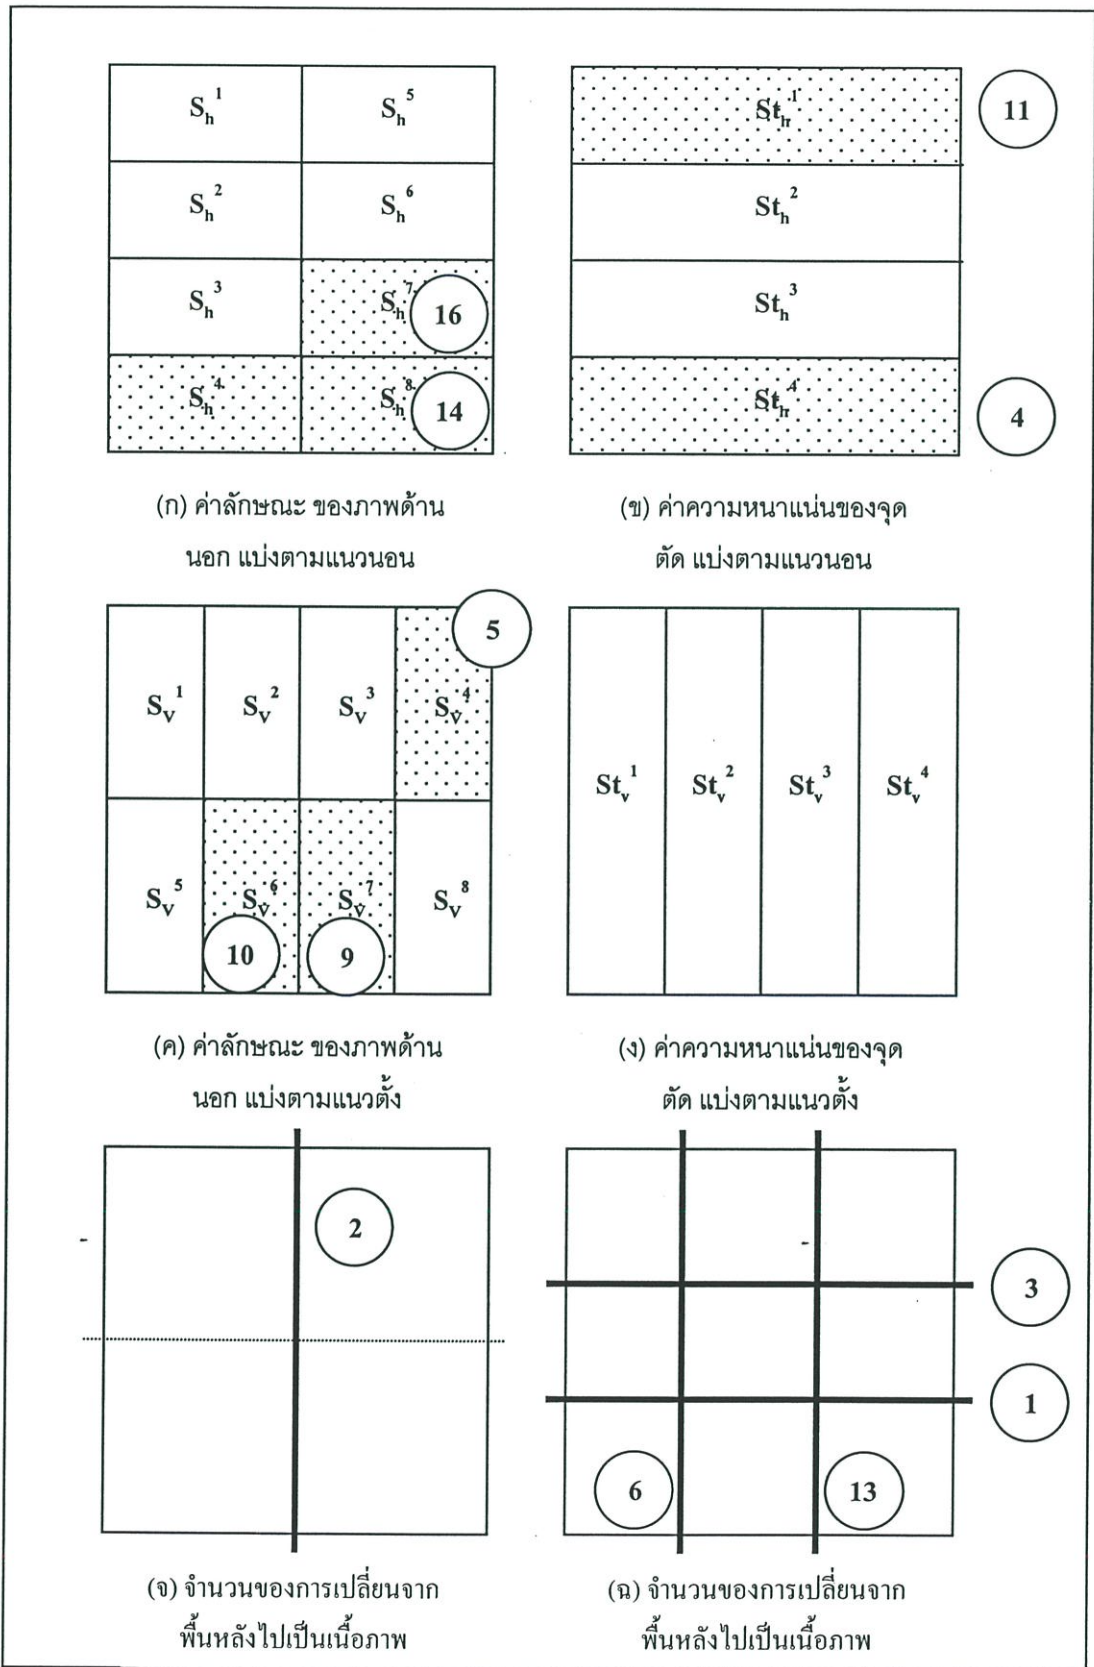 S_h^1 S_h^5 St_h^1 11
S_h^2 S_h^6 St_h^2
S_h^3 S_h^7 16 St_h^3
S_h^4 S_h^8 14 St_h^4 4
(ก) ค่าลักษณะ ของภาพด้าน
นอก แบ่งตามแนวนอน
(ข) ค่าความหนาแน่นของจุด
ตัด แบ่งตามแนวนอน
5
S_V^1 S_V^2 S_V^3 S_V^4
S_V^5 S_V^6 S_V^7 S_V^8
10 9
St_v^1 St_v^2 St_v^3 St_v^4
(ค) ค่าลักษณะ ของภาพด้าน
นอก แบ่งตามแนวตั้ง
(ง) ค่าความหนาแน่นของจุด
ตัด แบ่งตามแนวตั้ง
2
3
1
6 13
(จ) จำนวนของการเปลี่ยนจาก
พื้นหลังไปเป็นเนื้อภาพ
(ฉ) จำนวนของการเปลี่ยนจาก
พื้นหลังไปเป็นเนื้อภาพ